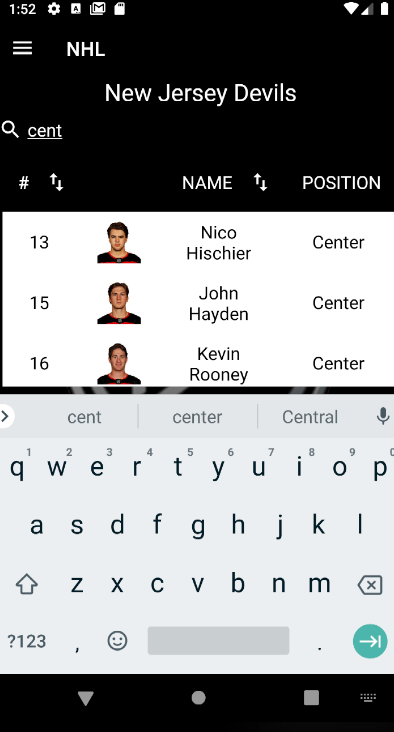 1:52
NHL
New Jersey Devils
cent
# NAME POSITION
13 Nico Hischier Center
15 John Hayden Center
16 Kevin Rooney Center
cent center Central
1 2 3 4 5 6 7 8 9 0
q w e r t y u i o p
a s d f g h j k l
z x c v b n m
?123 , .